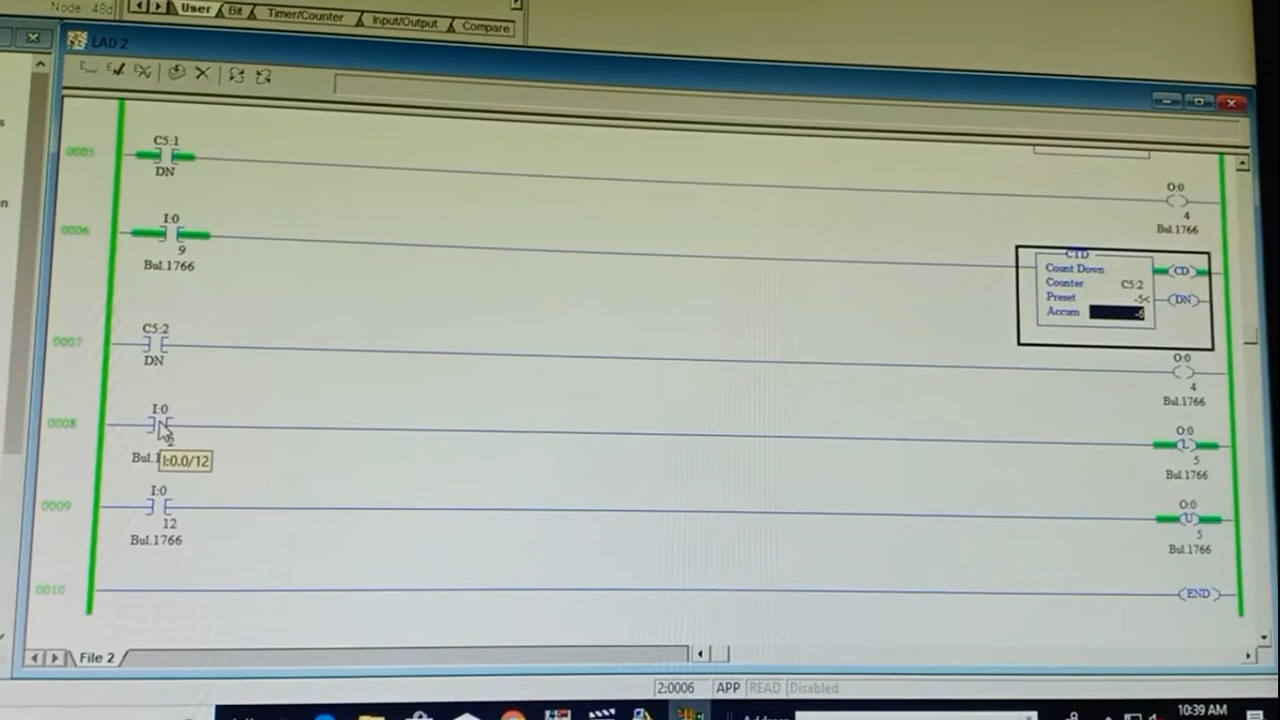 Node: 48d
User Bit Timer/Counter Input/Output Compare
LAD 2
0005
C5:1
DN
O:0
4
Bul.1766
0006
I:0
9
Bul.1766
CTD
Count Down
Counter C5:2
Preset -5<
Accum -6
CD
DN
0007
C5:2
DN
O:0
4
Bul.1766
0008
I:0
I:0.0/12
O:0
L
5
Bul.1766
0009
I:0
12
Bul.1766
O:0
U
5
Bul.1766
0010
END
File 2
2:0006 APP READ Disabled
10:39 AM